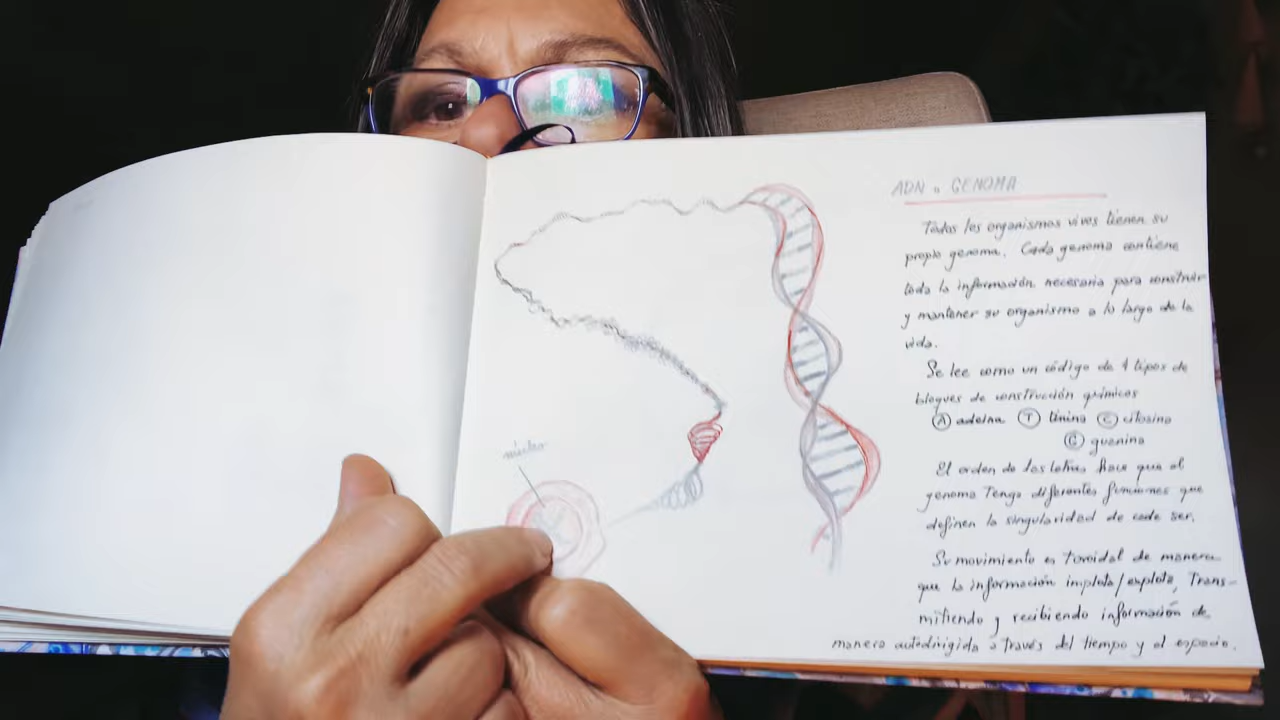 ADN o GENOMA
Todos los organismos vivos tienen su
propio genoma. Cada genoma contiene
toda la información necesaria para construir
y mantener su organismo a lo largo de la
vida.
Se lee como un código de 4 tipos de
bloques de construcción químicos
A adeina T timina C citosina
G guanina
El orden de las letras hace que el
genoma tenga diferentes funciones que
definen la singularidad de cada ser.
Su movimiento es toroidal de manera
que la información implota/explota, trans-
mitiendo y recibiendo información de
manera autodirigida a través del tiempo y el espacio.
núcleo